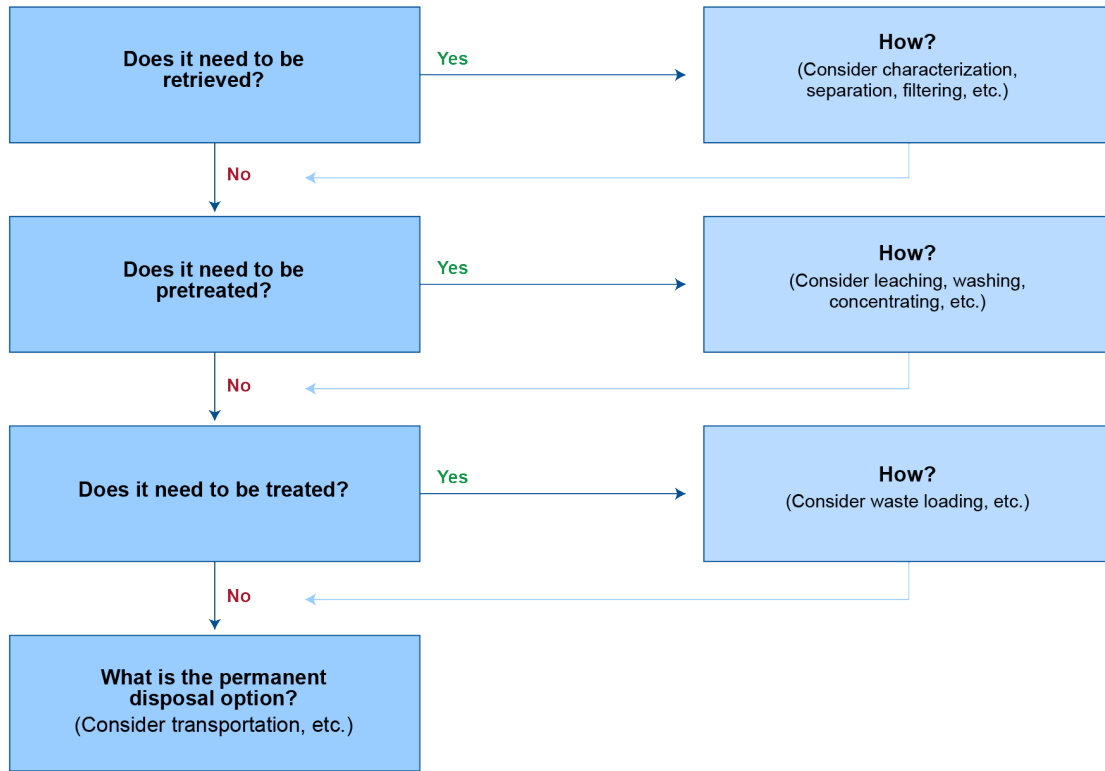 Does it need to be
retrieved?
Yes
How?
(Consider characterization,
separation, filtering, etc.)
No
Does it need to be
pretreated?
Yes
How?
(Consider leaching, washing,
concentrating, etc.)
No
Does it need to be treated?
Yes
How?
(Consider waste loading, etc.)
No
What is the permanent
disposal option?
(Consider transportation, etc.)